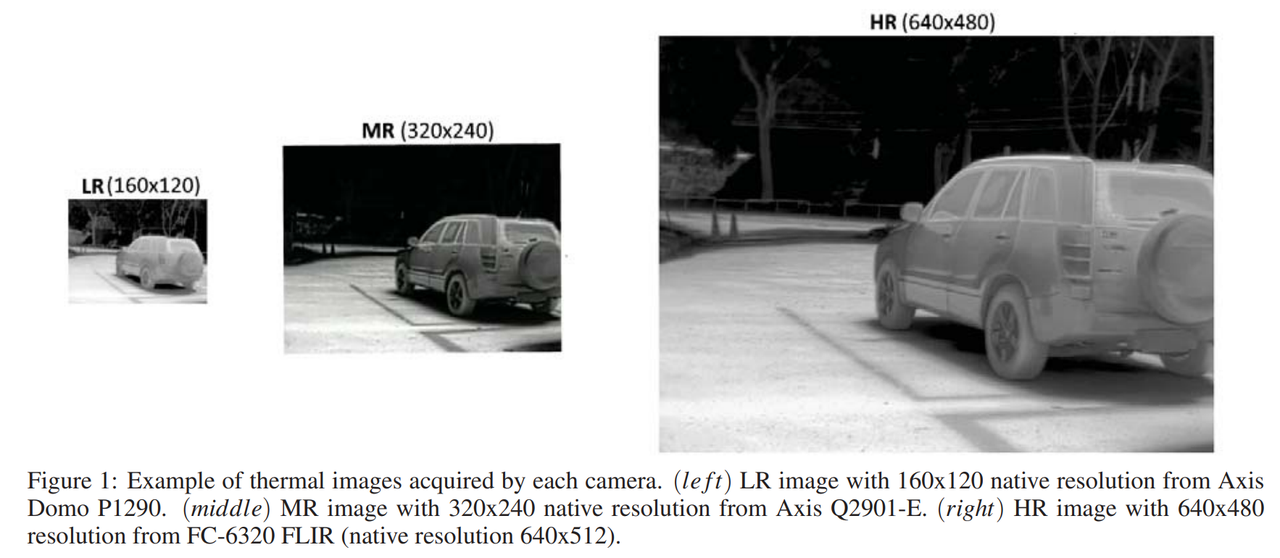 HR (640x480)
MR (320x240)
LR (160x120)
Figure 1: Example of thermal images acquired by each camera. (left) LR image with 160x120 native resolution from Axis
Domo P1290. (middle) MR image with 320x240 native resolution from Axis Q2901-E. (right) HR image with 640x480
resolution from FC-6320 FLIR (native resolution 640x512).